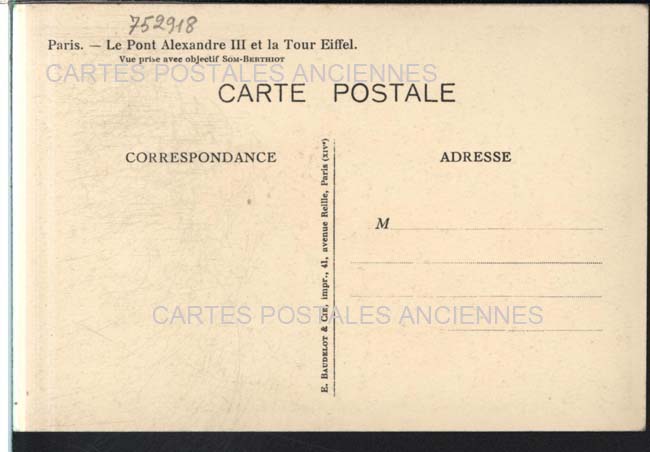 752918
Paris. — Le Pont Alexandre III et la Tour Eiffel.
Vue prise avec objectif SOM-BERTHIOT
CARTES POSTALES ANCIENNES
CARTE POSTALE
CORRESPONDANCE
ADRESSE
M
E. BAUDELOT & CIE, impr., 41, avenue Reille, Paris (XIVe)
CARTES POSTALES ANCIENNES